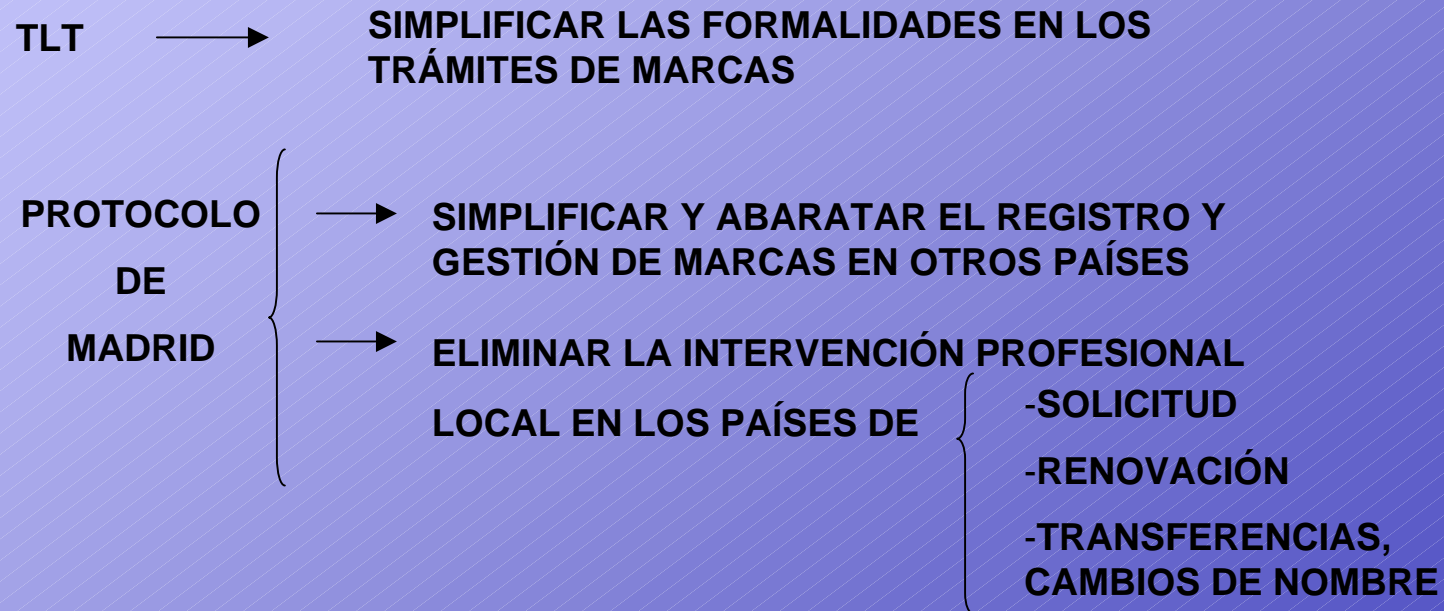 TLT
SIMPLIFICAR LAS FORMALIDADES EN LOS
TRÁMITES DE MARCAS
PROTOCOLO
DE
MADRID
SIMPLIFICAR Y ABARATAR EL REGISTRO Y
GESTIÓN DE MARCAS EN OTROS PAÍSES
ELIMINAR LA INTERVENCIÓN PROFESIONAL
LOCAL EN LOS PAÍSES DE
-SOLICITUD
-RENOVACIÓN
-TRANSFERENCIAS,
CAMBIOS DE NOMBRE